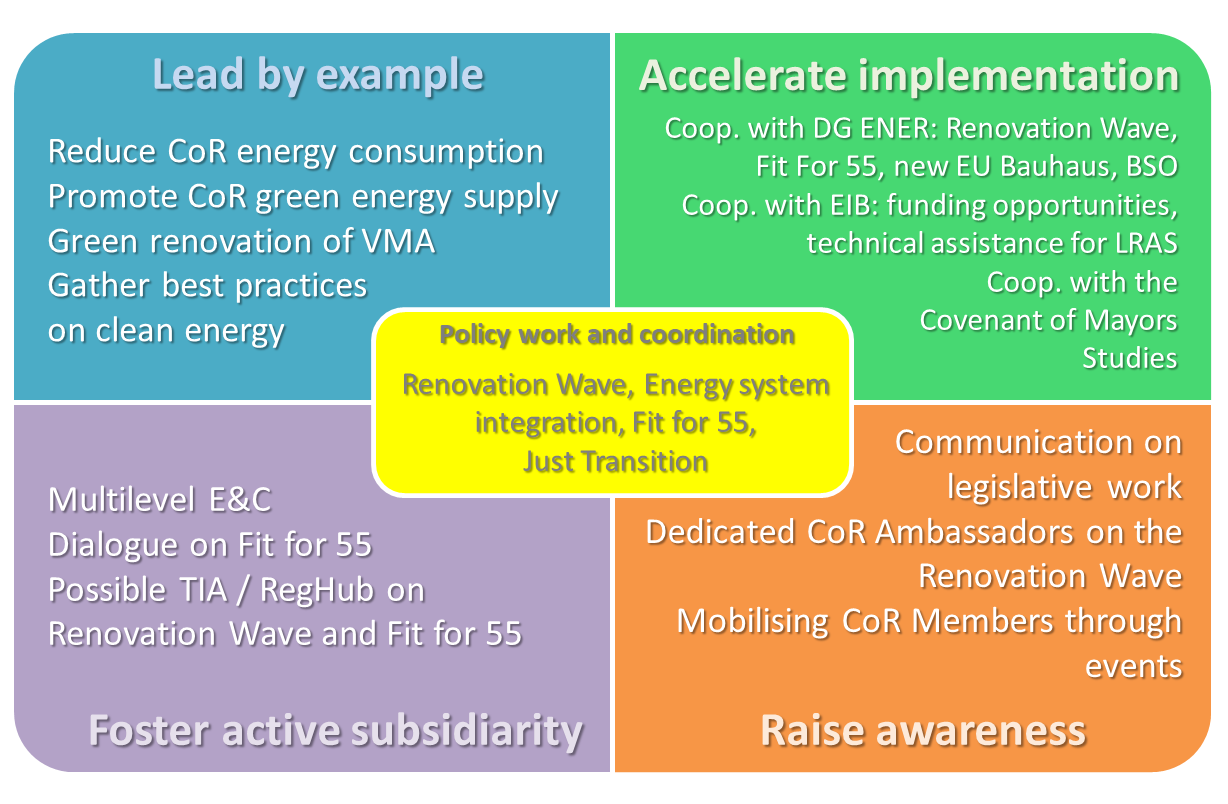 Lead by example
Reduce CoR energy consumption
Promote CoR green energy supply
Green renovation of VMA
Gather best practices
on clean energy
Accelerate implementation
Coop. with DG ENER: Renovation Wave,
Fit For 55, new EU Bauhaus, BSO
Coop. with EIB: funding opportunities,
technical assistance for LRAS
Coop. with the
Covenant of Mayors
Studies
Policy work and coordination
Renovation Wave, Energy system
integration, Fit for 55,
Just Transition
Multilevel E&C
Dialogue on Fit for 55
Possible TIA / RegHub on
Renovation Wave and Fit for 55
Foster active subsidiarity
Communication on
legislative work
Dedicated CoR Ambassadors on the
Renovation Wave
Mobilising CoR Members through
events
Raise awareness